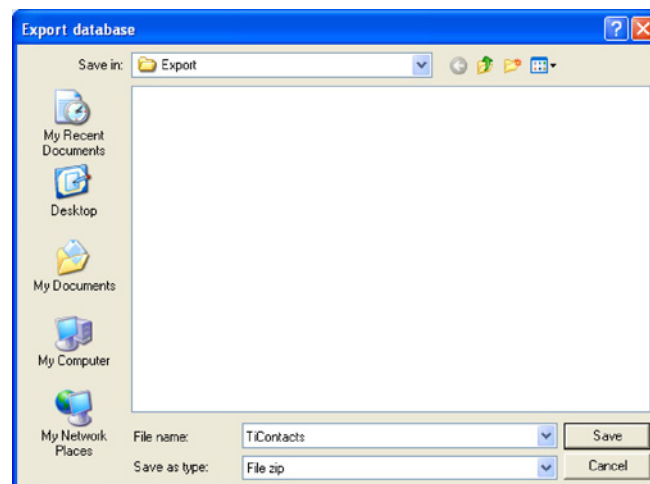 Export database
Save in: Export
My Recent
Documents
Desktop
My Documents
My Computer
My Network
Places
File name: TiContacts Save
Save as type: File zip Cancel